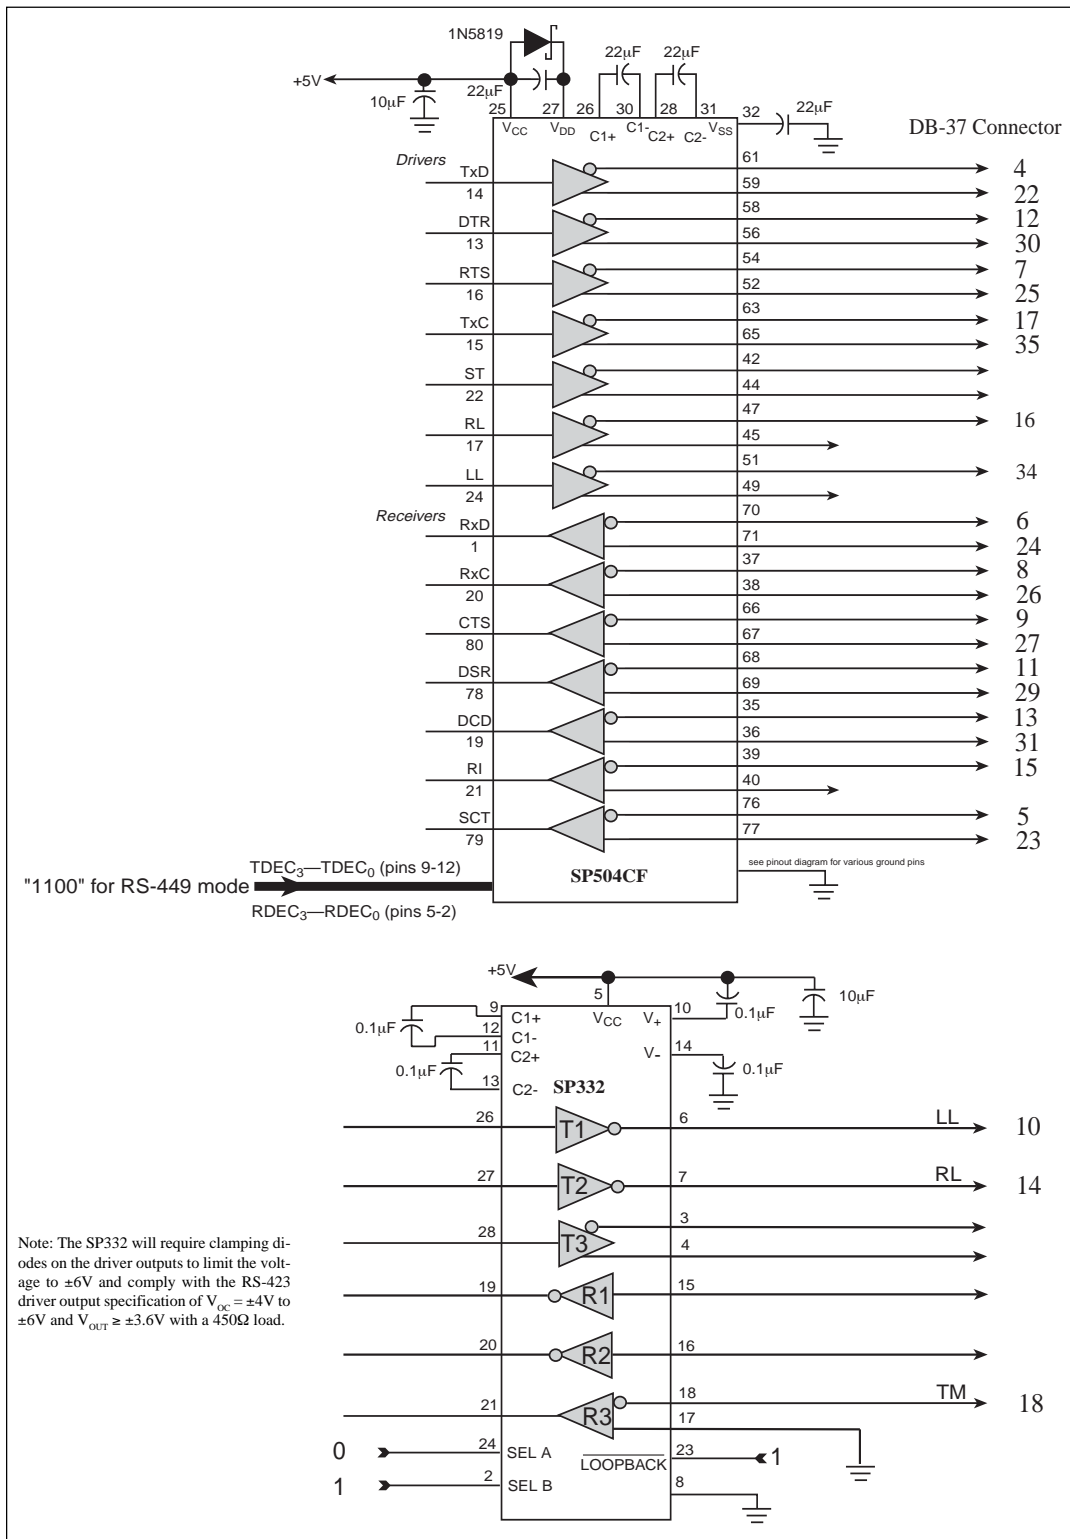 1N5819
22µF 22µF
+5V
22µF
10µF
22µF
25 27 26 30 28 31 32
VCC VDD C1+ C1- C2+ C2- VSS
DB-37 Connector
Drivers
TxD 14 61 4
59 22
DTR 13 58 12
56 30
RTS 16 54 7
52 25
TxC 15 63 17
65 35
ST 22 42
44
RL 17 47 16
45
LL 24 51 34
49
Receivers
RxD 1 70 6
71 24
RxC 20 37 8
38 26
CTS 80 66 9
67 27
DSR 78 68 11
69 29
DCD 19 35 13
36 31
RI 21 39 15
40
SCT 79 76 5
77 23
see pinout diagram for various ground pins
SP504CF
TDEC3—TDEC0 (pins 9-12)
"1100" for RS-449 mode
RDEC3—RDEC0 (pins 5-2)
+5V
5
VCC
9 C1+
0.1µF
12 C1-
11 C2+
0.1µF
13 C2-
V+ 10
0.1µF
10µF
V- 14
0.1µF
SP332
26 T1 6 LL 10
27 T2 7 RL 14
28 T3 3
4
19 R1 15
20 R2 16
21 R3 18 TM 18
17
0 24 SEL A
LOOPBACK 23 1
1 2 SEL B
8
Note: The SP332 will require clamping di-
odes on the driver outputs to limit the volt-
age to ±6V and comply with the RS-423
driver output specification of VOC = ±4V to
±6V and VOUT ≥ ±3.6V with a 450Ω load.